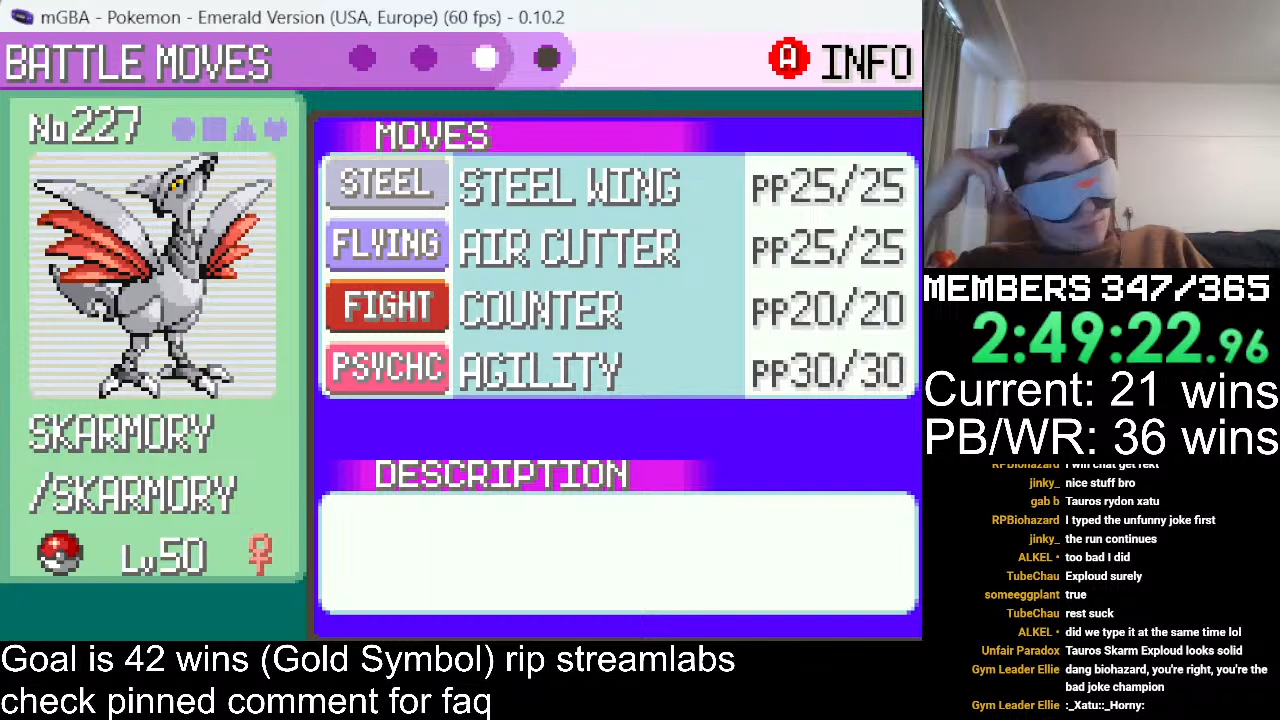 mGBA - Pokemon - Emerald Version (USA, Europe) (60 fps) - 0.10.2
BATTLE MOVES
A INFO
No227
MOVES
STEEL STEEL WING PP25/25
FLYING AIR CUTTER PP25/25
FIGHT COUNTER PP20/20
PSYCHC AGILITY PP30/30
SKARMORY
/SKARMORY
Lv50 ♀
DESCRIPTION
MEMBERS 347/365
2:49:22.96
Current: 21 wins
PB/WR: 36 wins
RPBiohazard I will chat get rekt
jinky_ nice stuff bro
gab b Tauros rydon xatu
RPBiohazard I typed the unfunny joke first
jinky_ the run continues
ALKEL • too bad I did
TubeChau Exploud surely
someeggplant true
TubeChau rest suck
ALKEL • did we type it at the same time lol
Unfair Paradox Tauros Skarm Exploud looks solid
Gym Leader Ellie dang biohazard, you're right, you're the
bad joke champion
Gym Leader Ellie :_Xatu::_Horny:
Goal is 42 wins (Gold Symbol) rip streamlabs
check pinned comment for faq